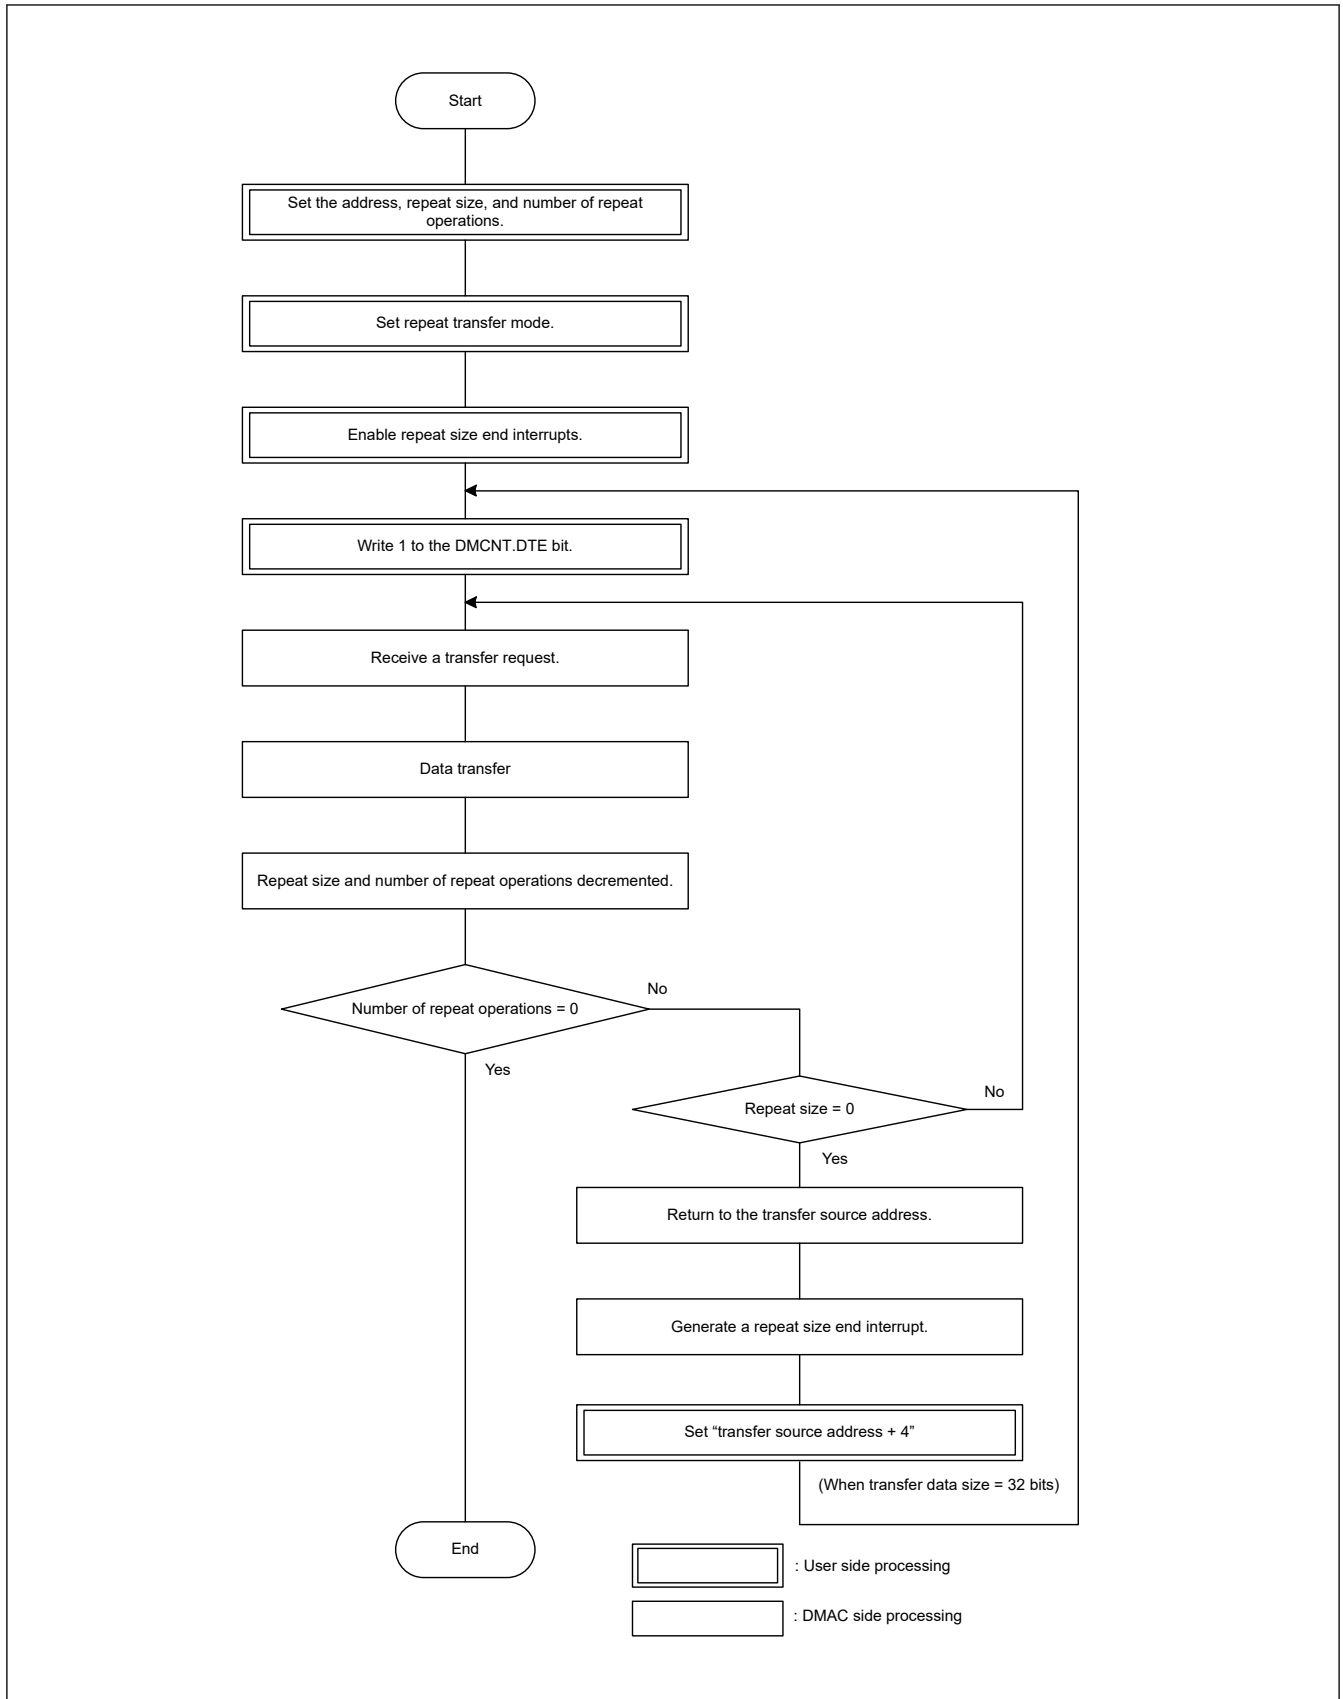 Start
Set the address, repeat size, and number of repeat
operations.
Set repeat transfer mode.
Enable repeat size end interrupts.
Write 1 to the DMCNT.DTE bit.
Receive a transfer request.
Data transfer
Repeat size and number of repeat operations decremented.
Number of repeat operations = 0
No
Yes
Repeat size = 0
No
Yes
Return to the transfer source address.
Generate a repeat size end interrupt.
Set “transfer source address + 4”
(When transfer data size = 32 bits)
End
: User side processing
: DMAC side processing